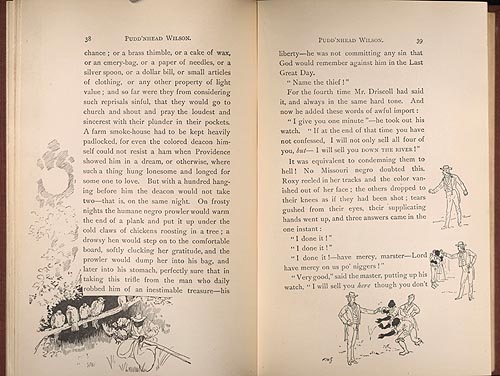 38
PUDD'NHEAD WILSON.
chance; or a brass thimble, or a cake of wax,
or an emery-bag, or a paper of needles, or a
silver spoon, or a dollar bill, or small articles
of clothing, or any other property of light
value; and so far were they from considering
such reprisals sinful, that they would go to
church and shout and pray the loudest and
sincerest with their plunder in their pockets.
A farm smoke-house had to be kept heavily
padlocked, for even the colored deacon him-
self could not resist a ham when Providence
showed him in a dream, or otherwise, where
such a thing hung lonesome and longed for
some one to love. But with a hundred hang-
ing before him the deacon would not take
two—that is, on the same night. On frosty
nights the humane negro prowler would warm
the end of a plank and put it up under the
cold claws of chickens roosting in a tree; a
drowsy hen would step on to the comfortable
board, softly clucking her gratitude, and the
prowler would dump her into his bag, and
later into his stomach, perfectly sure that in
taking this trifle from the man who daily
robbed him of an inestimable treasure—his
PUDD'NHEAD WILSON.
39
liberty—he was not committing any sin that
God would remember against him in the Last
Great Day.
"Name the thief!"
For the fourth time Mr. Driscoll had said
it, and always in the same hard tone. And
now he added these words of awful import:
"I give you one minute"—he took out his
watch. "If at the end of that time you have
not confessed, I will not only sell all four of
you, but—I will sell you DOWN THE RIVER!"
It was equivalent to condemning them to
hell! No Missouri negro doubted this.
Roxy reeled in her tracks and the color van-
ished out of her face; the others dropped to
their knees as if they had been shot; tears
gushed from their eyes, their supplicating
hands went up, and three answers came in the
one instant:
"I done it!"
"I done it!"
"I done it!—have mercy, marster—Lord
have mercy on us po' niggers!"
"Very good," said the master, putting up his
watch, "I will sell you here though you don't